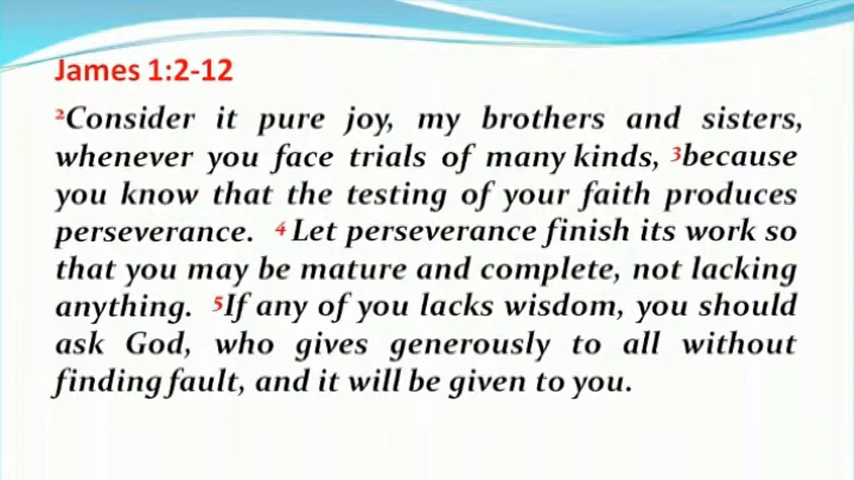 James 1:2-12
2Consider it pure joy, my brothers and sisters,
whenever you face trials of many kinds, 3because
you know that the testing of your faith produces
perseverance. 4 Let perseverance finish its work so
that you may be mature and complete, not lacking
anything. 5If any of you lacks wisdom, you should
ask God, who gives generously to all without
finding fault, and it will be given to you.